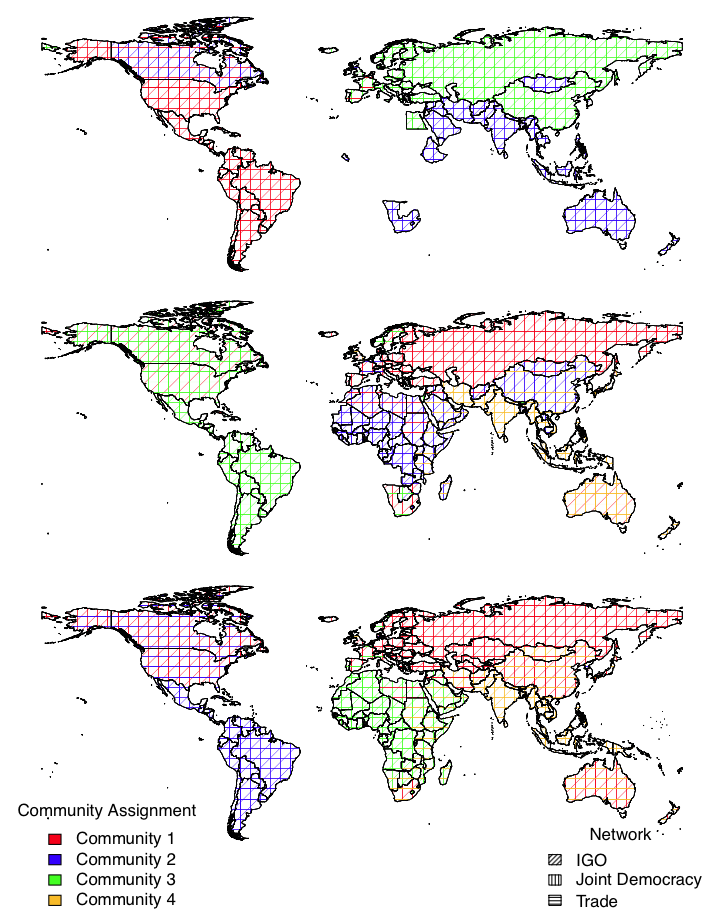 Community Assignment
Community 1
Community 2
Community 3
Community 4
Network
IGO
Joint Democracy
Trade